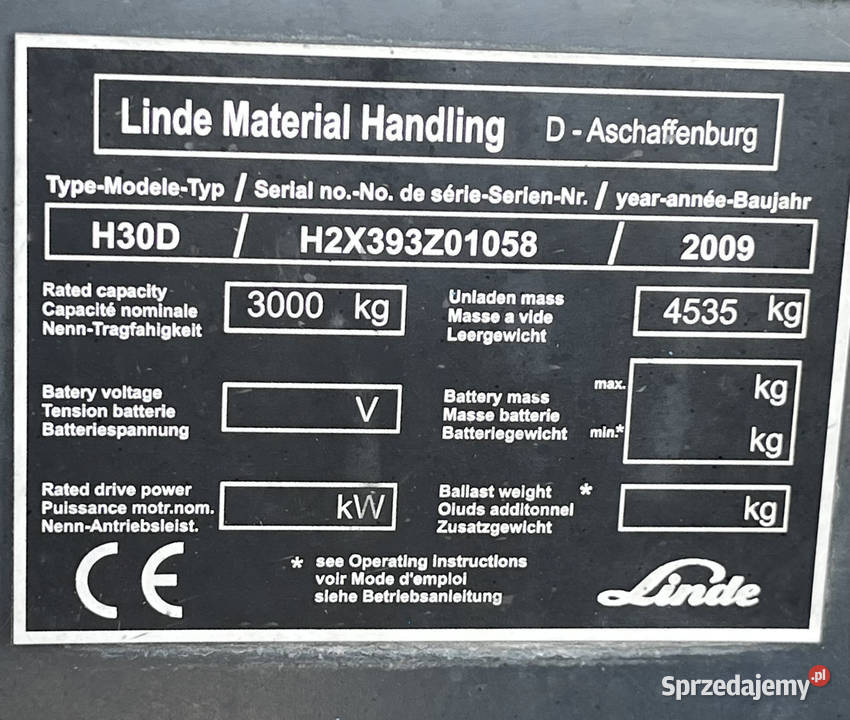 Linde Material Handling D - Aschaffenburg
Type-Modele-Typ / Serial no.-No. de série-Serien-Nr. / year-année-Baujahr
H30D / H2X393Z01058 / 2009
Rated capacity
Capacité nominale
Nenn-Tragfahigkeit
3000 kg
Unladen mass
Masse a vide
Leergewicht
4535 kg
Batery voltage
Tension batterie
Batteriespannung
V
Battery mass
Masse batterie
Batteriegewicht
max. kg
min.* kg
Rated drive power
Puissance motr.nom.
Nenn-Antriebsleist.
kW
Ballast weight *
Oluds additonnel
Zusatzgewicht
kg
CE
* see Operating Instructions
voir Mode d'emploi
siehe Betriebsanleitung
Linde
Sprzedajemy.pl